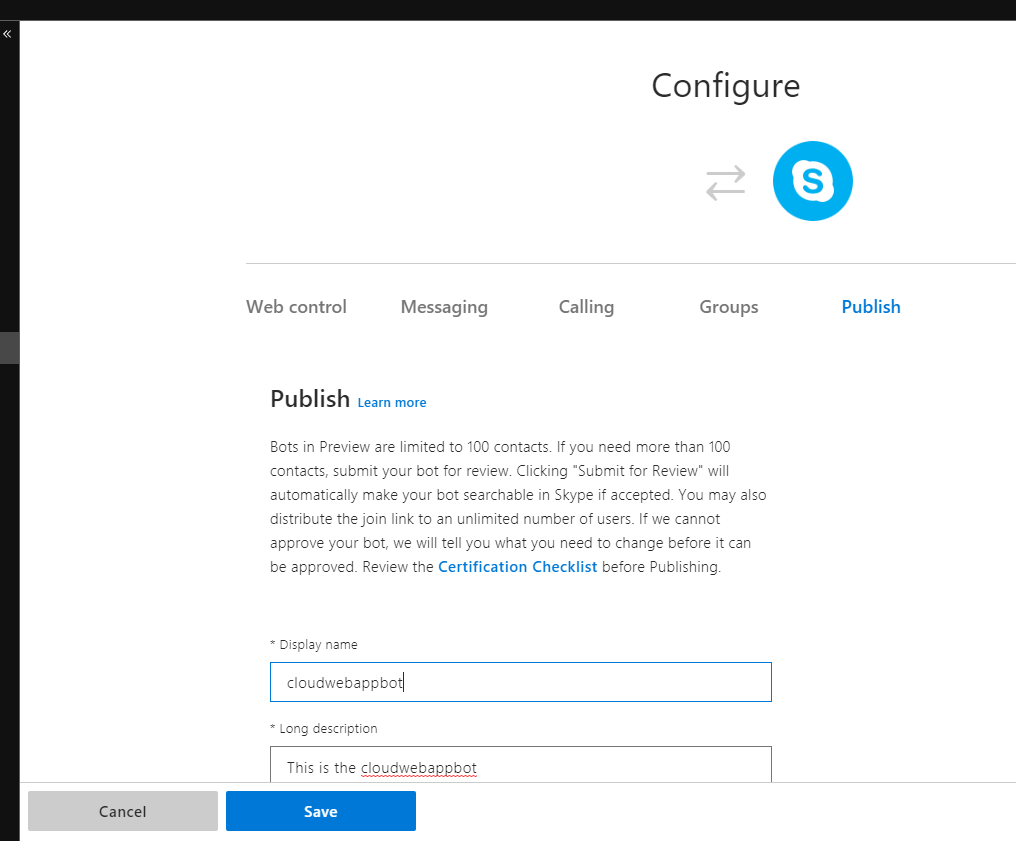 «
Configure
S
Web control Messaging Calling Groups Publish
Publish Learn more
Bots in Preview are limited to 100 contacts. If you need more than 100
contacts, submit your bot for review. Clicking "Submit for Review" will
automatically make your bot searchable in Skype if accepted. You may also
distribute the join link to an unlimited number of users. If we cannot
approve your bot, we will tell you what you need to change before it can
be approved. Review the Certification Checklist before Publishing.
* Display name
cloudwebappbot
* Long description
This is the cloudwebappbot
Cancel Save